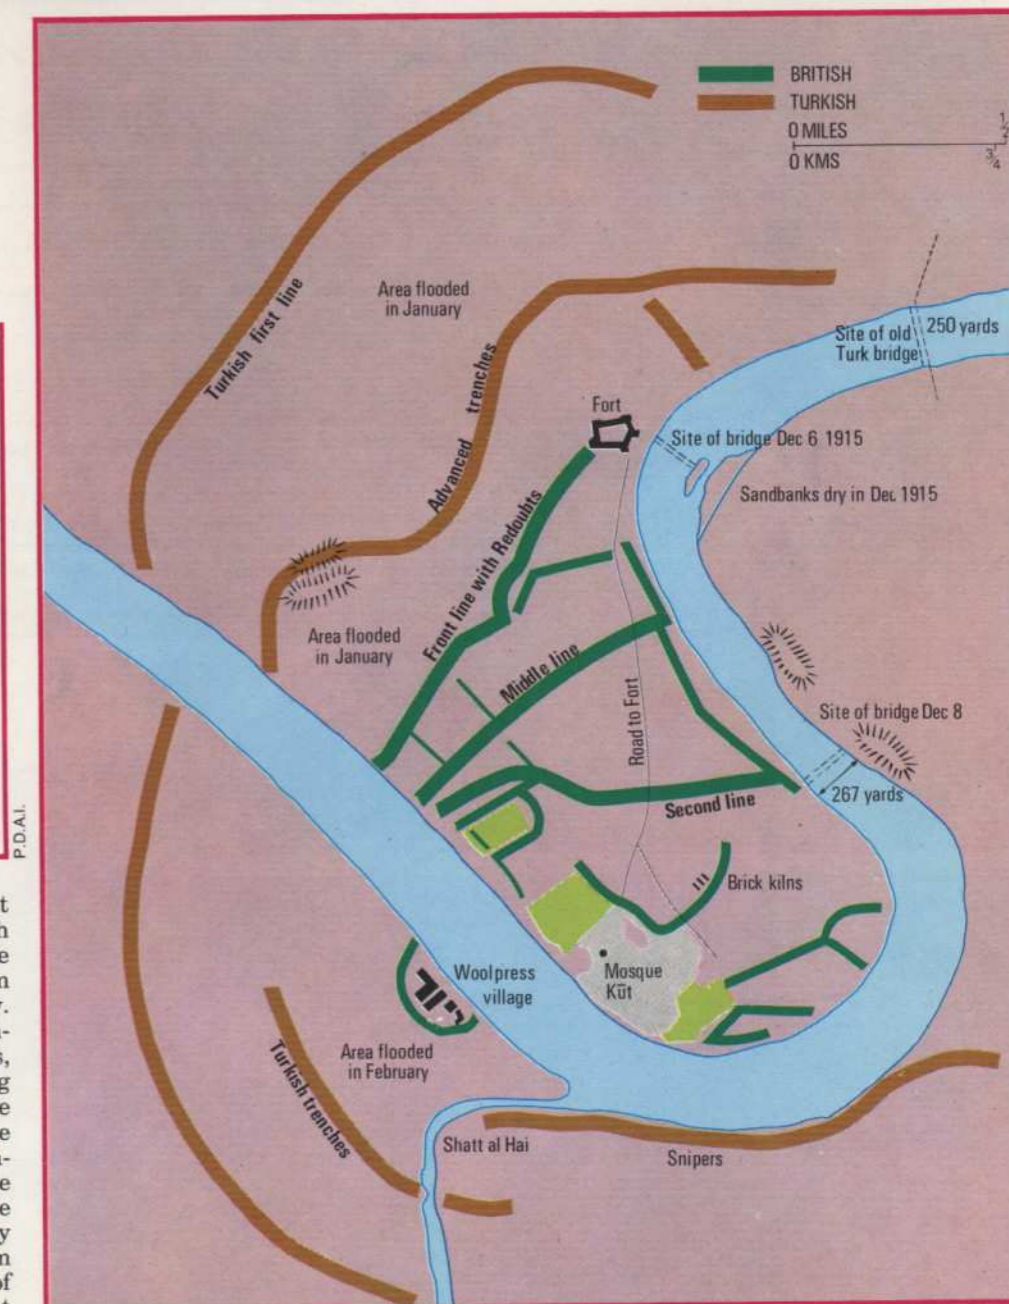 BRITISH
TURKISH
0 MILES
1/2
0 KMS
3/4
Turkish first line
Area flooded
in January
Advanced trenches
Site of old
Turk bridge
250 yards
Fort
Site of bridge Dec 6 1915
Sandbanks dry in Dec 1915
Front line with Redoubts
Area flooded
in January
Middle line
Road to Fort
Site of bridge Dec 8
267 yards
Second line
Brick kilns
Mosque
Kūt
Woolpress
village
Area flooded
in February
Turkish trenches
Shatt al Hai
Snipers
P.D.A.I.